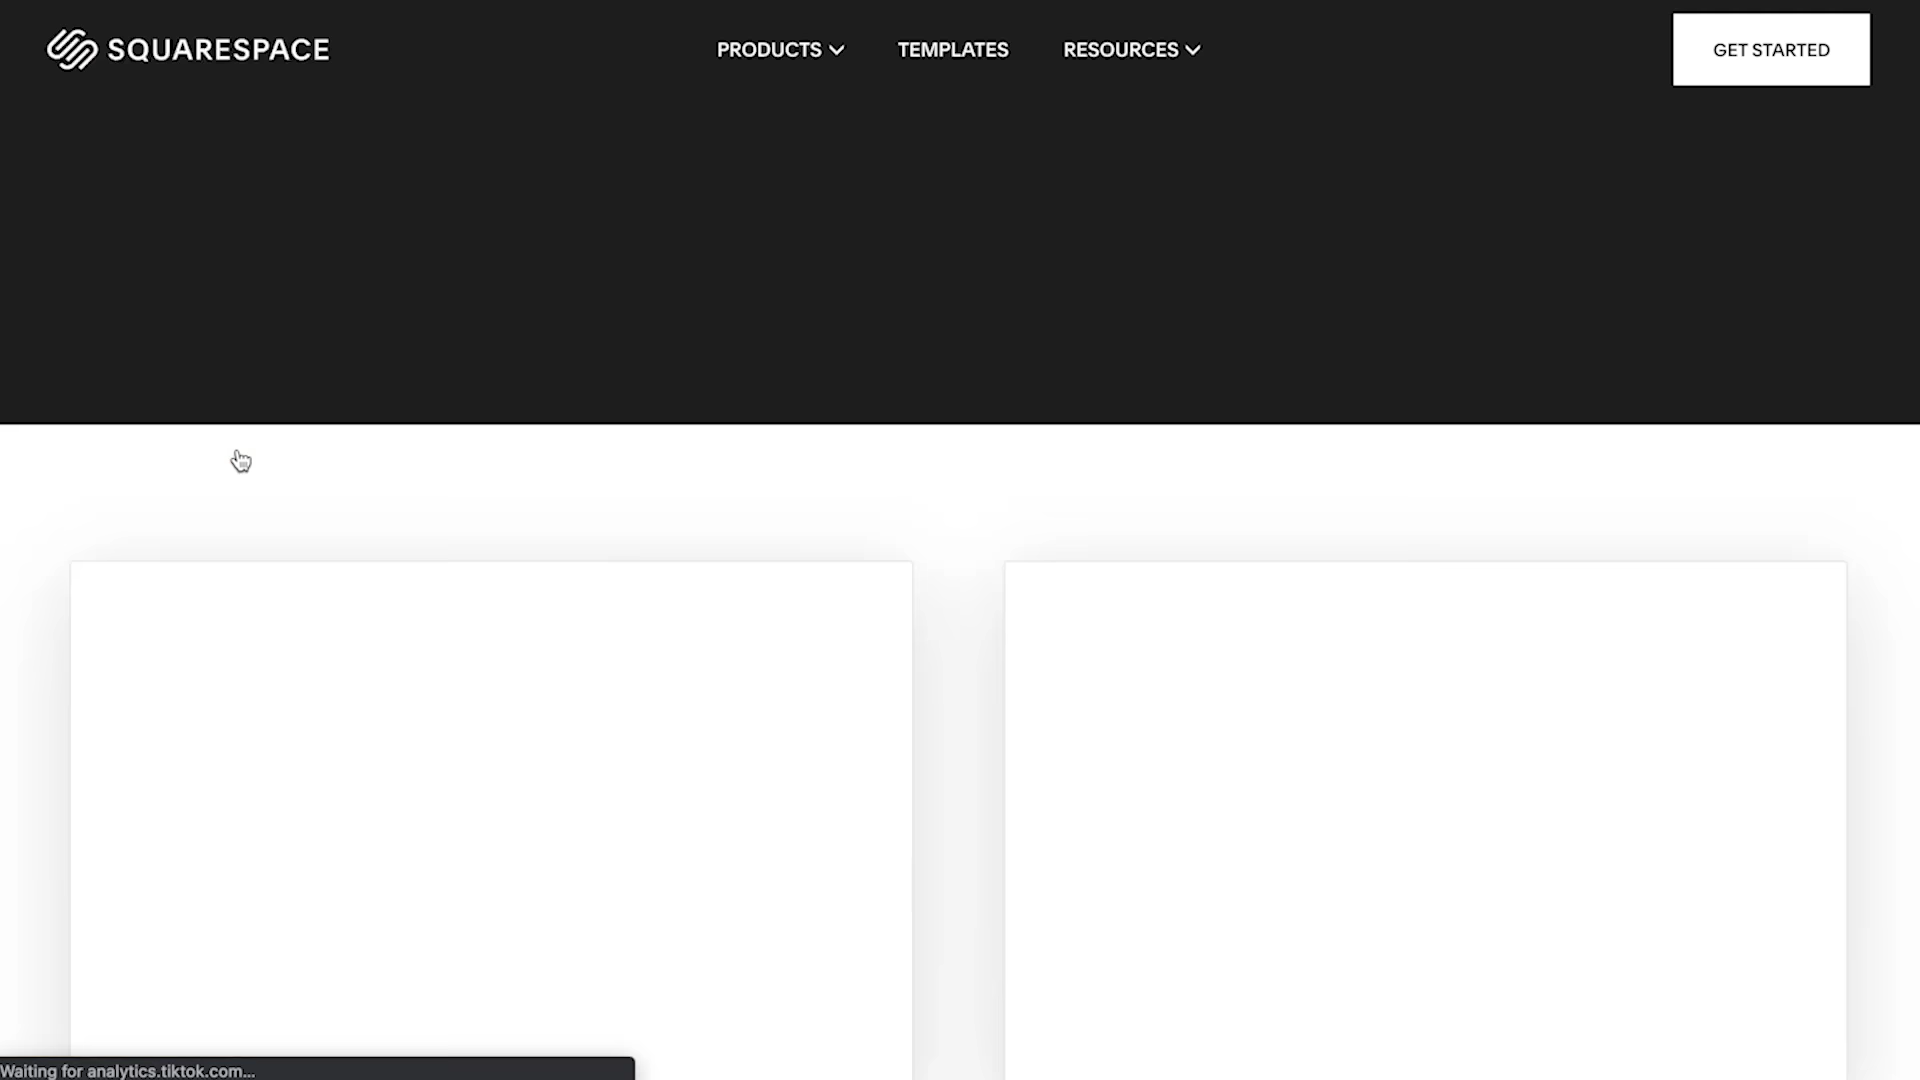 SQUARESPACE
PRODUCTS
TEMPLATES
RESOURCES
GET STARTED
Waiting for analytics.tiktok.com...